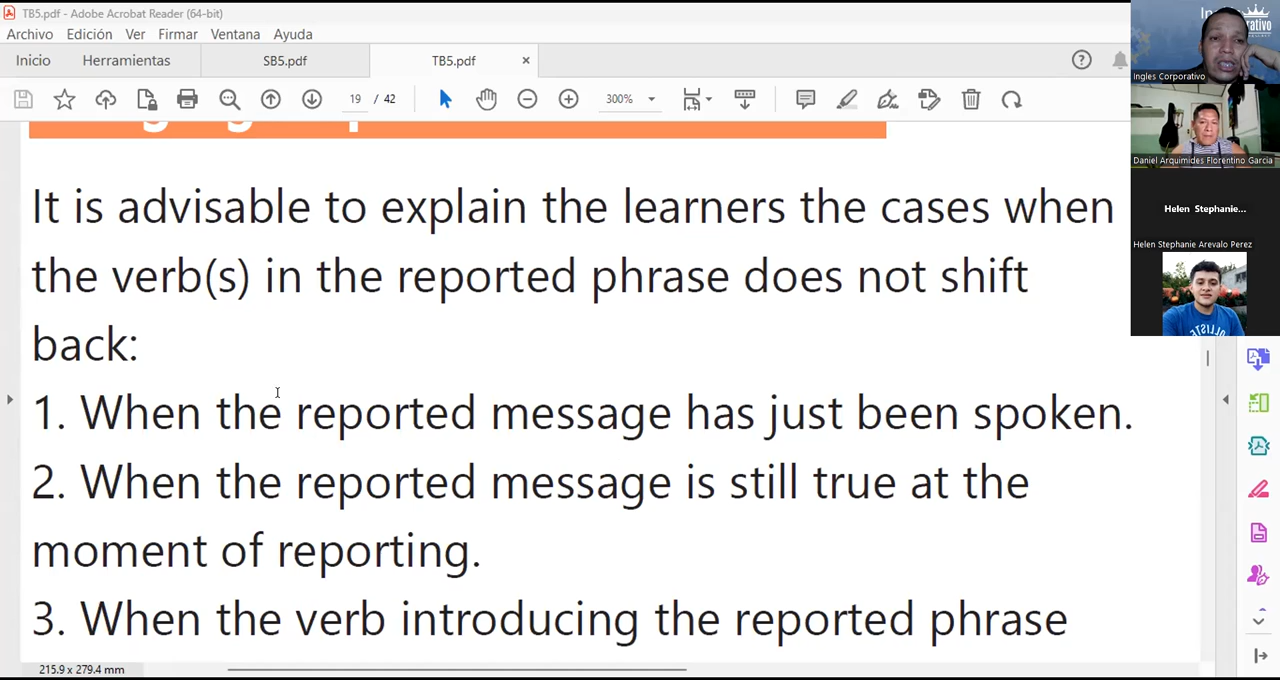 TB5.pdf - Adobe Acrobat Reader (64-bit)
Archivo Edición Ver Firmar Ventana Ayuda
Inicio Herramientas SB5.pdf TB5.pdf ×
19 / 42 300%
It is advisable to explain the learners the cases when
the verb(s) in the reported phrase does not shift
back:
1. When the reported message has just been spoken.
2. When the reported message is still true at the
moment of reporting.
3. When the verb introducing the reported phrase
215.9 x 279.4 mm
Ingles Corporativo
Daniel Arquimides Florentino Garcia
Helen Stephanie...
Helen Stephanie Arevalo Perez